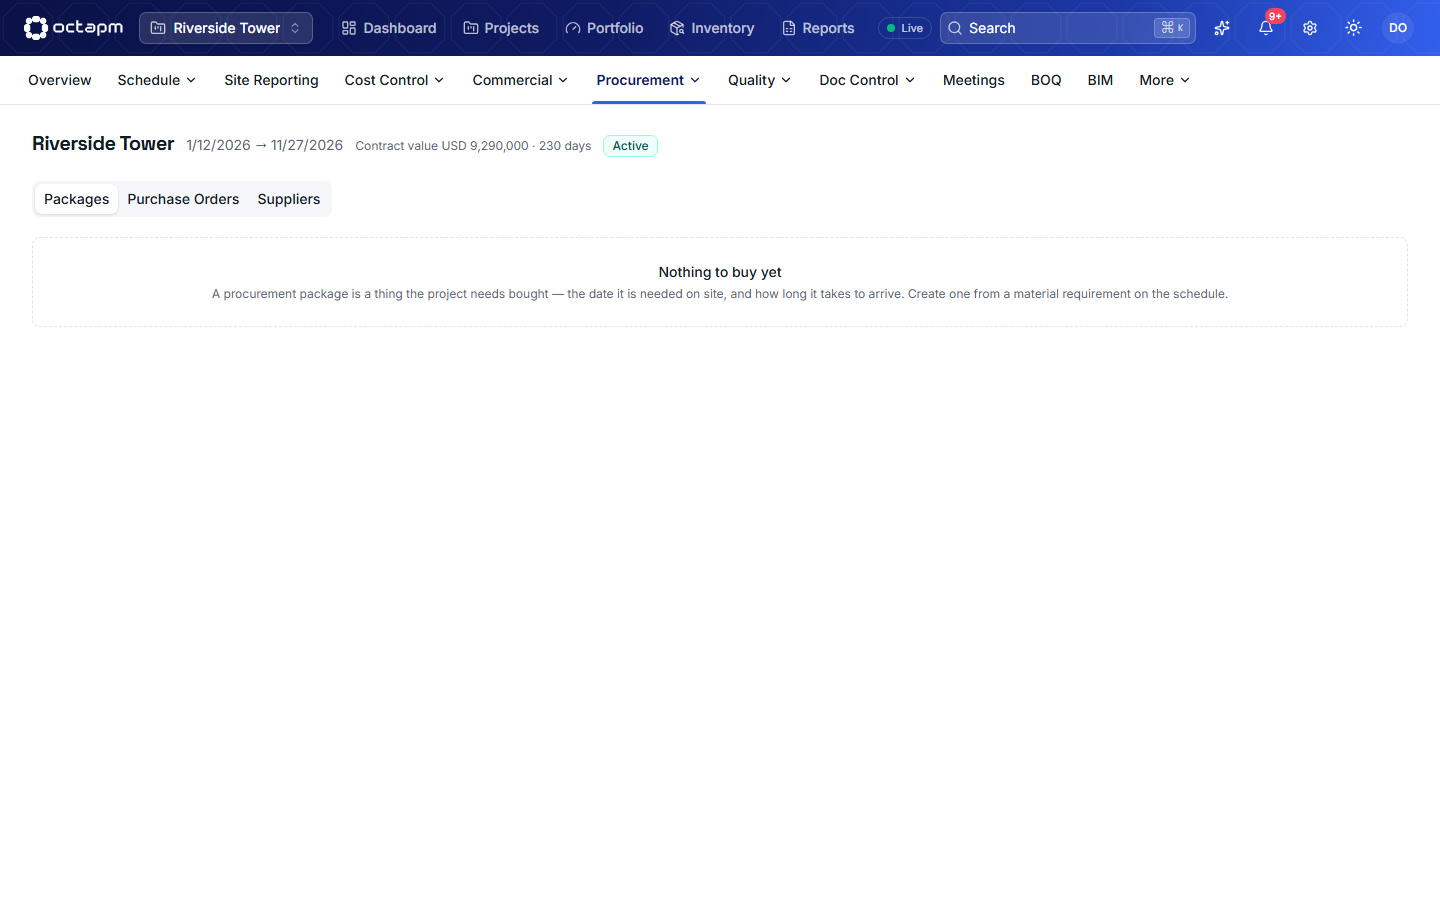 octapm Riverside Tower Dashboard Projects Portfolio Inventory Reports Live Search ⌘ K 9+ DO
Overview Schedule Site Reporting Cost Control Commercial Procurement Quality Doc Control Meetings BOQ BIM More
Riverside Tower 1/12/2026 → 11/27/2026 Contract value USD 9,290,000 · 230 days Active
Packages Purchase Orders Suppliers
Nothing to buy yet
A procurement package is a thing the project needs bought — the date it is needed on site, and how long it takes to arrive. Create one from a material requirement on the schedule.